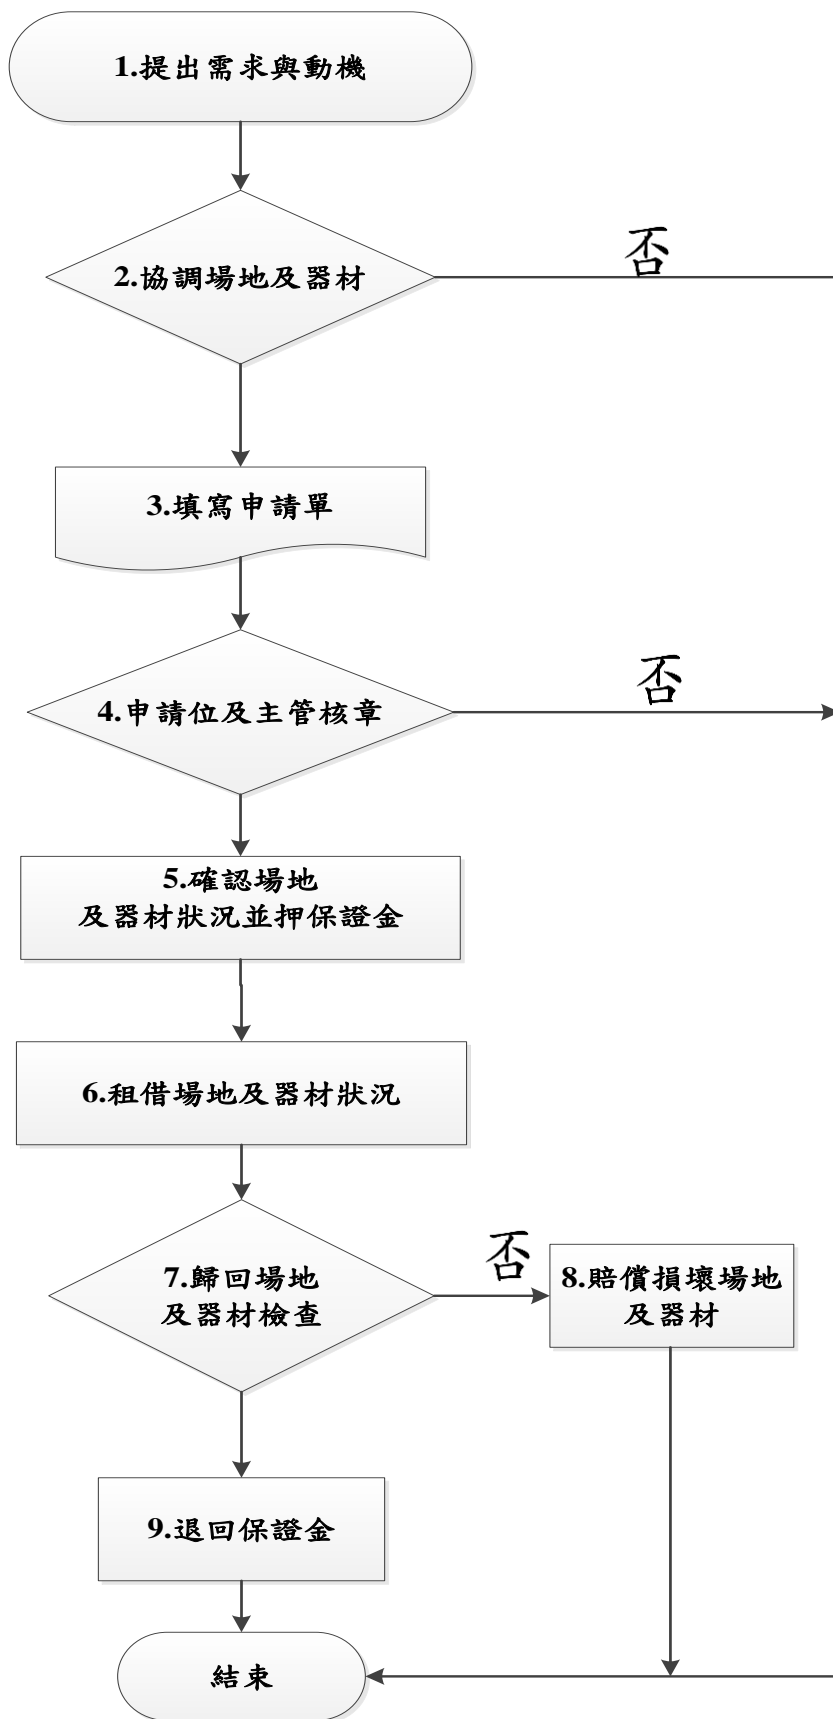 1.提出需求與動機
否
2.協調場地及器材
3.填寫申請單
否
4.申請位及主管核章
5.確認場地
及器材狀況並押保證金
6.租借場地及器材狀況
否
7.歸回場地
及器材檢查
8.賠償損壞場地
及器材
9.退回保證金
結束